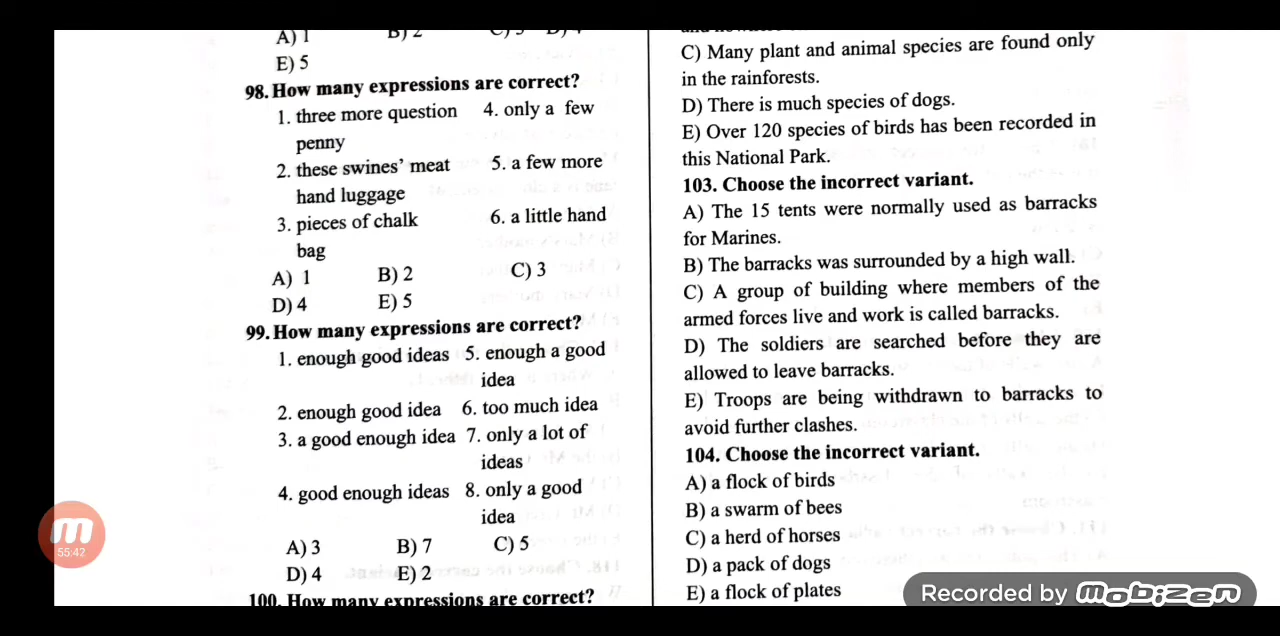 A) 1 B) 2
E) 5
98. How many expressions are correct?
1. three more question 4. only a few
penny
2. these swines' meat 5. a few more
hand luggage
3. pieces of chalk 6. a little hand
bag
A) 1 B) 2 C) 3
D) 4 E) 5
99. How many expressions are correct?
1. enough good ideas 5. enough a good
idea
2. enough good idea 6. too much idea
3. a good enough idea 7. only a lot of
ideas
4. good enough ideas 8. only a good
idea
A) 3 B) 7 C) 5
D) 4 E) 2
100. How many expressions are correct?
C) Many plant and animal species are found only
in the rainforests.
D) There is much species of dogs.
E) Over 120 species of birds has been recorded in
this National Park.
103. Choose the incorrect variant.
A) The 15 tents were normally used as barracks
for Marines.
B) The barracks was surrounded by a high wall.
C) A group of building where members of the
armed forces live and work is called barracks.
D) The soldiers are searched before they are
allowed to leave barracks.
E) Troops are being withdrawn to barracks to
avoid further clashes.
104. Choose the incorrect variant.
A) a flock of birds
B) a swarm of bees
C) a herd of horses
D) a pack of dogs
E) a flock of plates
55:42
Recorded by mobizen